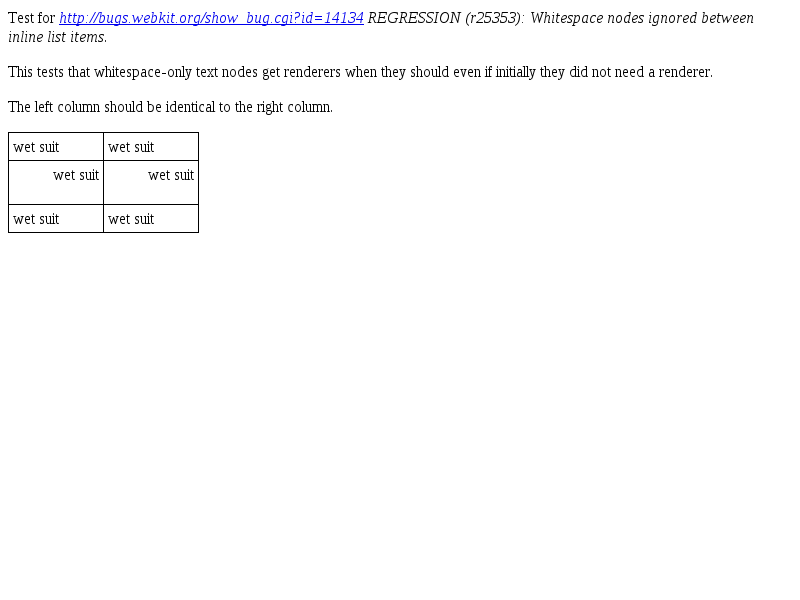 Test for http://bugs.webkit.org/show_bug.cgi?id=14134 REGRESSION (r25353): Whitespace nodes ignored between
inline list items.
This tests that whitespace-only text nodes get renderers when they should even if initially they did not need a renderer.
The left column should be identical to the right column.
wet suit wet suit
wet suit wet suit
wet suit wet suit